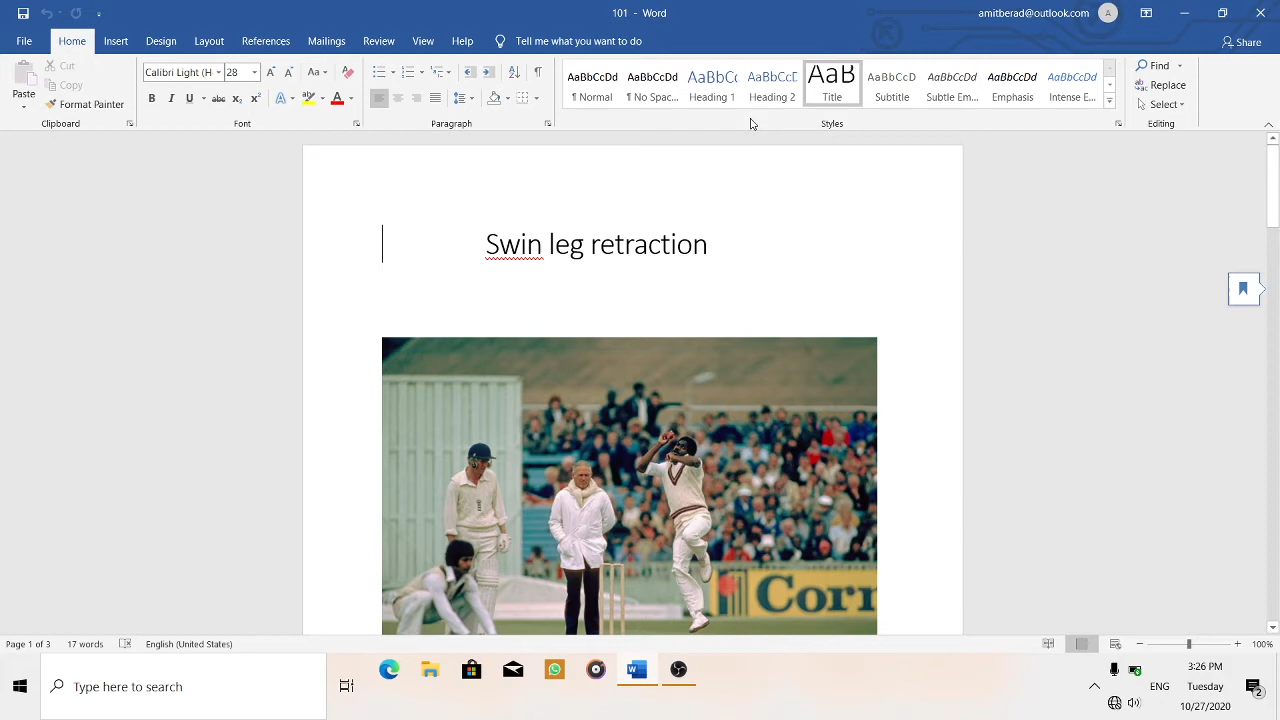 101 - Word
amitberad@outlook.com A
File Home Insert Design Layout References Mailings Review View Help Tell me what you want to do Share
Paste
Cut
Copy
Format Painter
Clipboard
Calibri Light (H 28
Font
Paragraph
AaBbCcDd AaBbCcDd AaBbCc AaBbCcD AaB AaBbCcD AaBbCcDd AaBbCcDd AaBbCcDd
¶ Normal ¶ No Spac... Heading 1 Heading 2 Title Subtitle Subtle Em... Emphasis Intense E...
Styles
Find
Replace
Select
Editing
Swin leg retraction
Corn
Page 1 of 3 17 words English (United States) 100%
Type here to search
3:26 PM
ENG Tuesday
10/27/2020
2